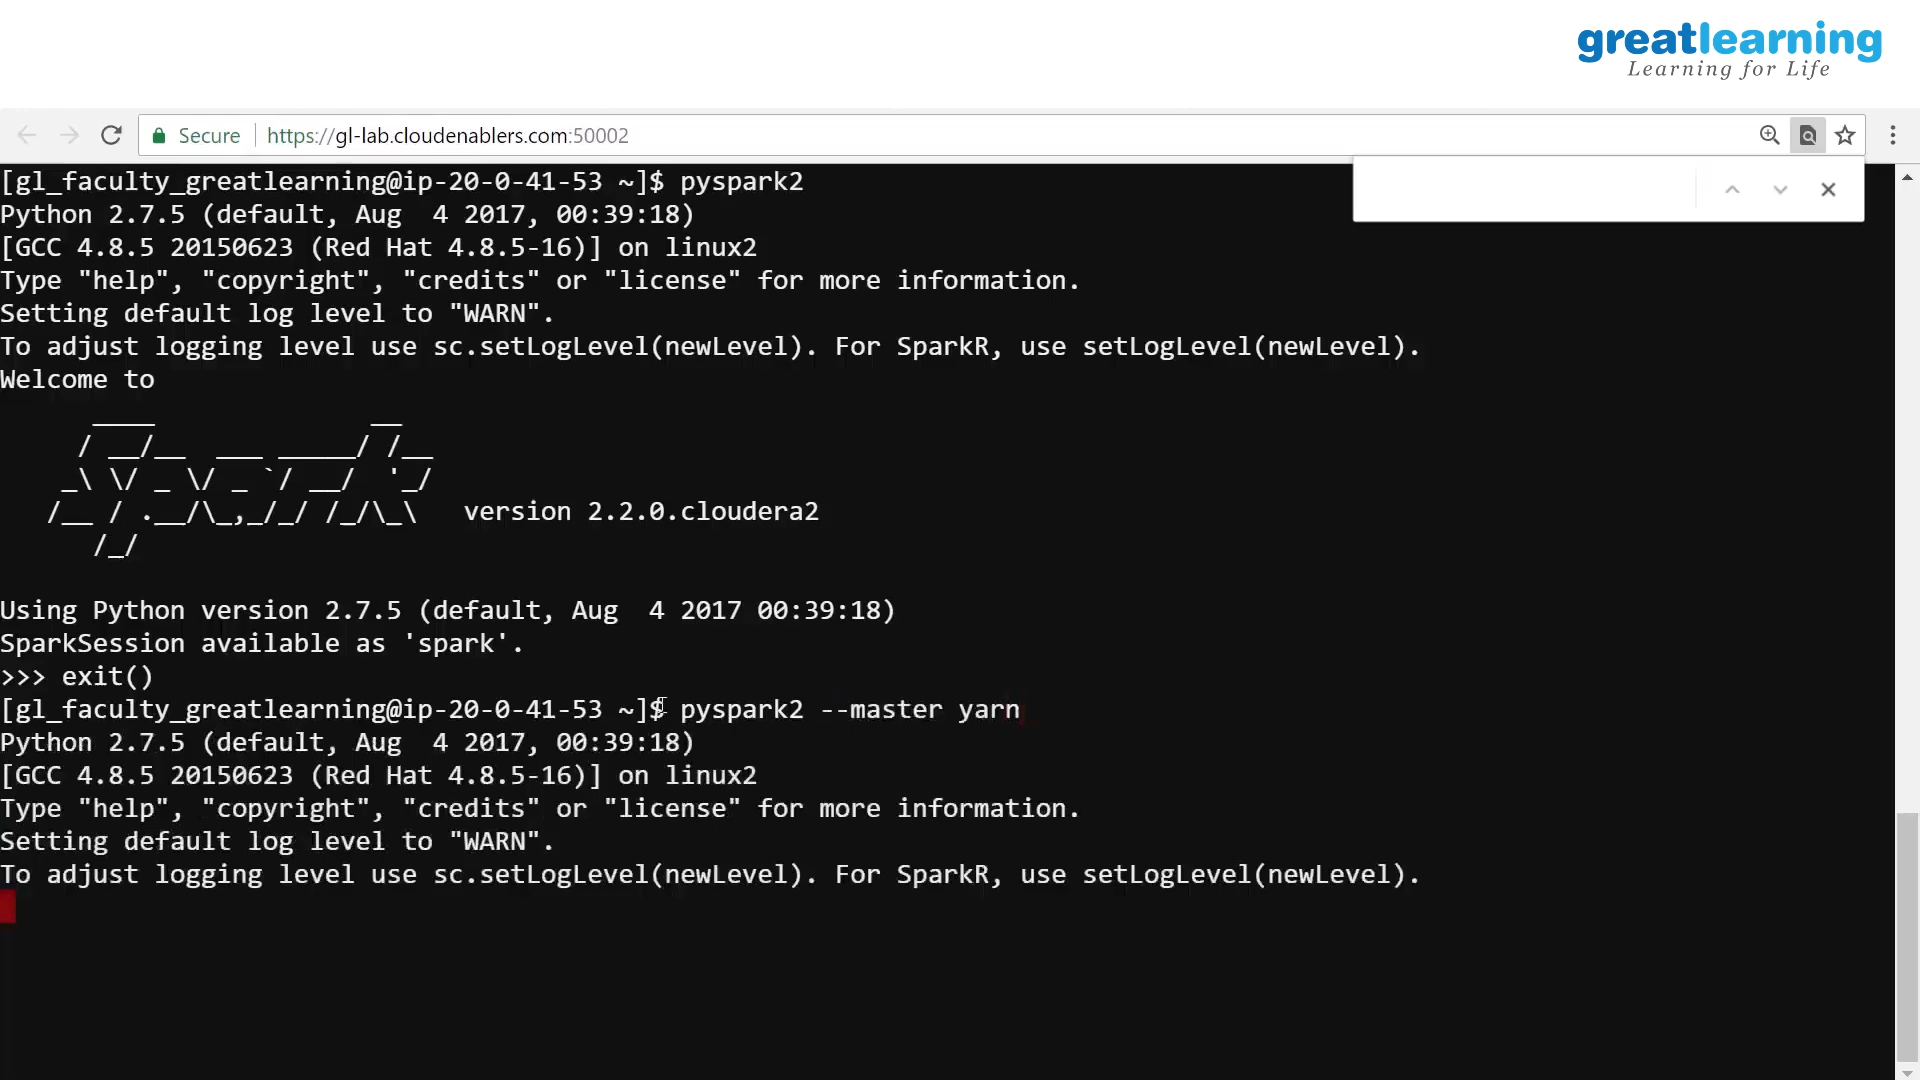 greatlearning
Learning for Life
Secure https://gl-lab.cloudenablers.com:50002
[gl_faculty_greatlearning@ip-20-0-41-53 ~]$ pyspark2
Python 2.7.5 (default, Aug  4 2017, 00:39:18)
[GCC 4.8.5 20150623 (Red Hat 4.8.5-16)] on linux2
Type "help", "copyright", "credits" or "license" for more information.
Setting default log level to "WARN".
To adjust logging level use sc.setLogLevel(newLevel). For SparkR, use setLogLevel(newLevel).
Welcome to
Spark version 2.2.0.cloudera2
Using Python version 2.7.5 (default, Aug  4 2017 00:39:18)
SparkSession available as 'spark'.
>>> exit()
[gl_faculty_greatlearning@ip-20-0-41-53 ~]$ pyspark2 --master yarn
Python 2.7.5 (default, Aug  4 2017, 00:39:18)
[GCC 4.8.5 20150623 (Red Hat 4.8.5-16)] on linux2
Type "help", "copyright", "credits" or "license" for more information.
Setting default log level to "WARN".
To adjust logging level use sc.setLogLevel(newLevel). For SparkR, use setLogLevel(newLevel).